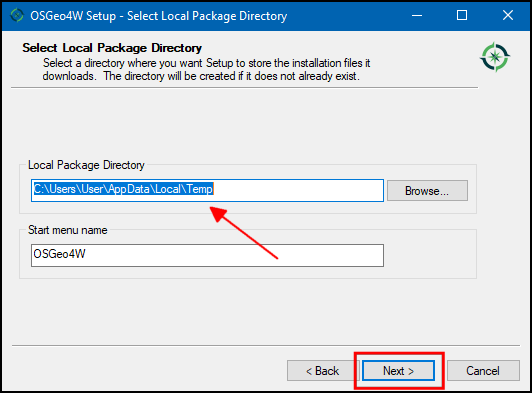 OSGeo4W Setup - Select Local Package Directory
Select Local Package Directory
Select a directory where you want Setup to store the installation files it
downloads. The directory will be created if it does not already exist.
Local Package Directory
C:\Users\User\AppData\Local\Temp
Browse...
Start menu name
OSGeo4W
< Back
Next >
Cancel